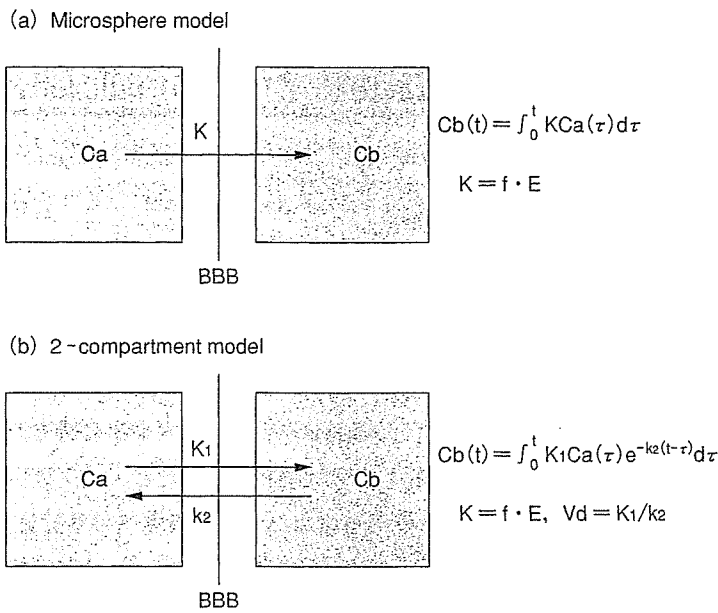 (a) Microsphere model
Ca
K
Cb
BBB
Cb(t) = ∫₀ᵗ KCa(τ)dτ
K = f · E
(b) 2-compartment model
Ca
K₁
k₂
Cb
BBB
Cb(t) = ∫₀ᵗ K₁Ca(τ)e^{-k₂(t-τ)}dτ
K = f · E, Vd = K₁/k₂